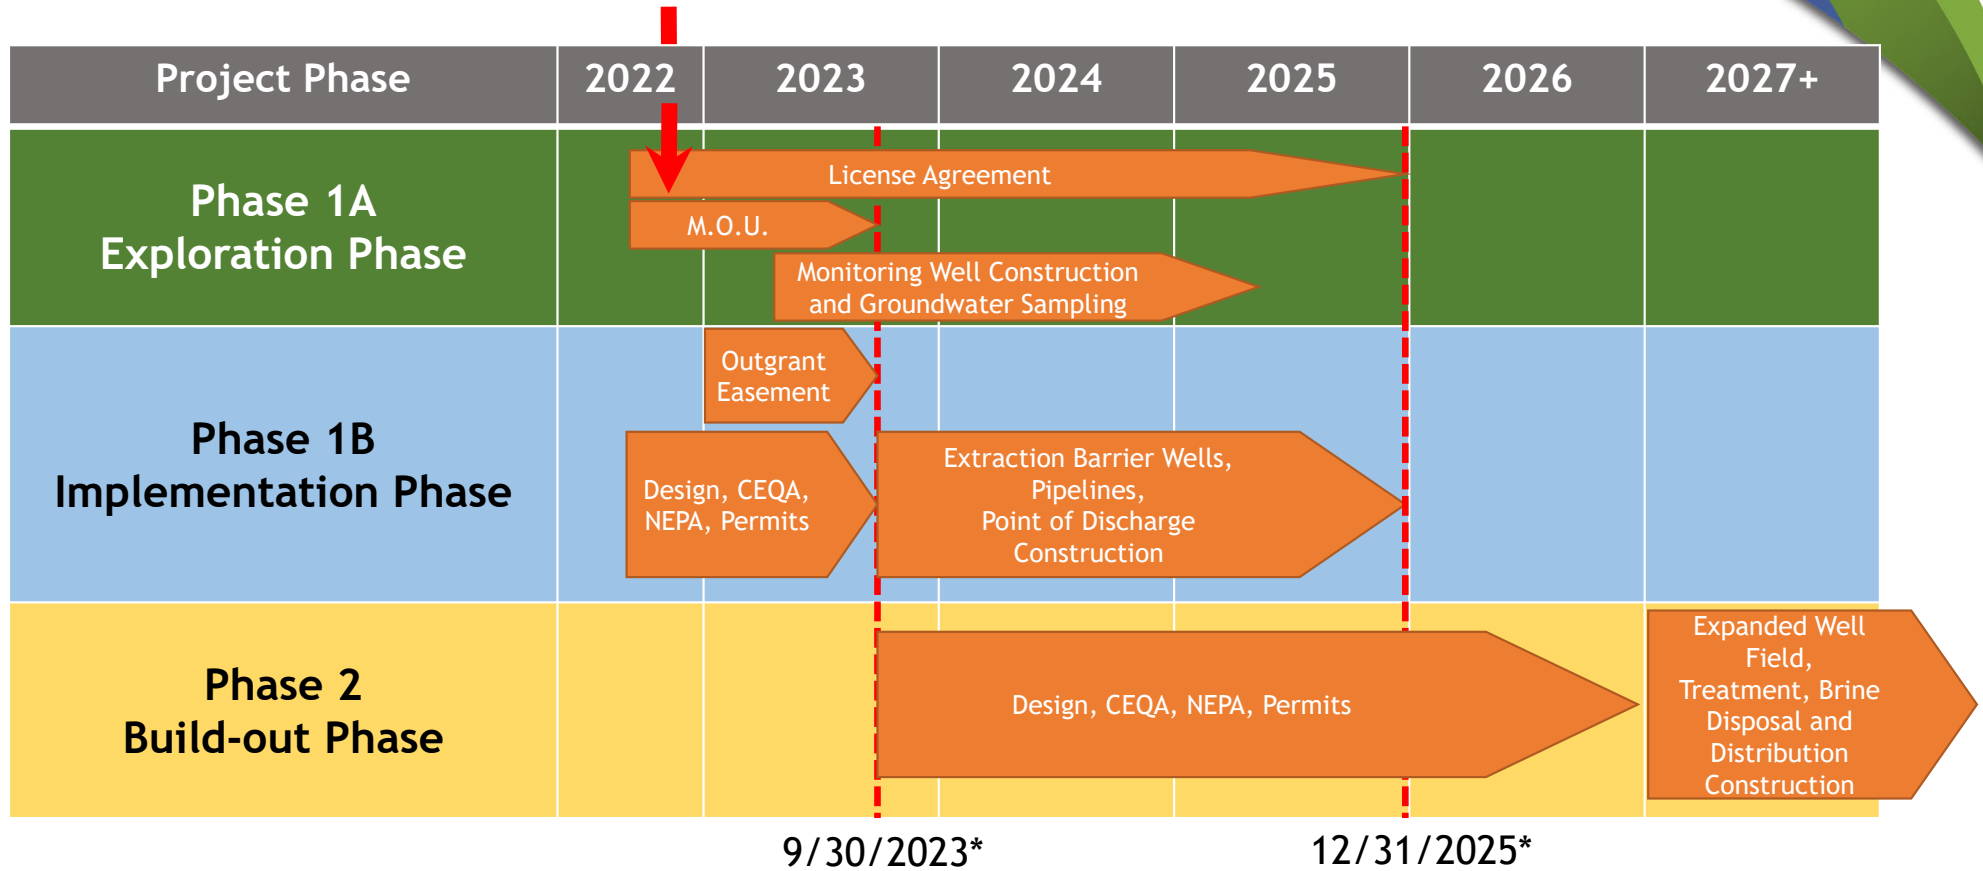 Project Phase 2022 2023 2024 2025 2026 2027+
Phase 1A
Exploration Phase
License Agreement
M.O.U.
Monitoring Well Construction
and Groundwater Sampling
Phase 1B
Implementation Phase
Outgrant
Easement
Design, CEQA,
NEPA, Permits
Extraction Barrier Wells,
Pipelines,
Point of Discharge
Construction
Phase 2
Build-out Phase
Design, CEQA, NEPA, Permits
Expanded Well
Field,
Treatment, Brine
Disposal and
Distribution
Construction
9/30/2023*
12/31/2025*